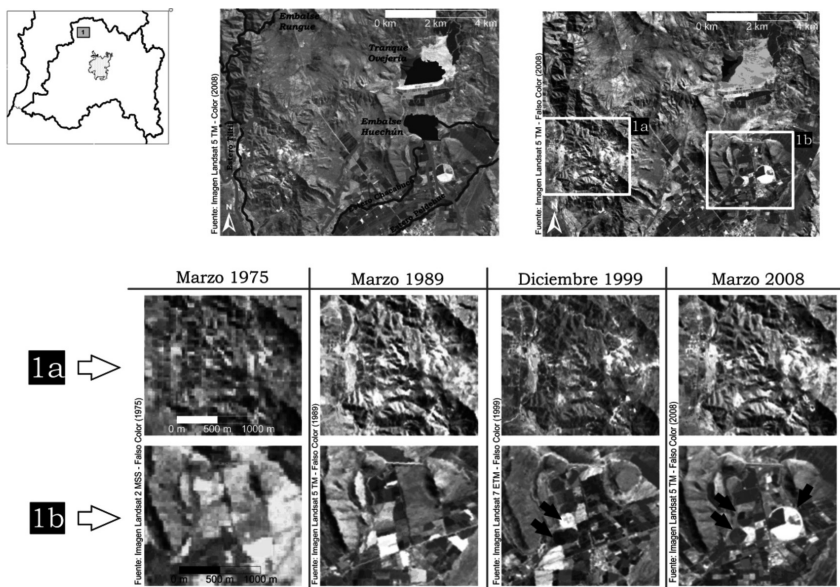 1
Embalse
Rungue
0 km 2 km 4 km
Tranque
Ovejería
Embalse
Huechún
Estero Tiltil
N
Fuente: Imagen Landsat 5 TM - Color (2008)
0 km 2 km 4 km
1a
1b
N
Fuente: Imagen Landsat 5 TM - Falso Color (2008)
Marzo 1975 Marzo 1989 Diciembre 1999 Marzo 2008
1a
0 m 500 m 1000 m
1b
0 m 500 m 1000 m
Fuente: Imagen Landsat 2 MSS - Falso Color (1975)
Fuente: Imagen Landsat 5 TM - Falso Color (1989)
Fuente: Imagen Landsat 7 ETM - Falso Color (1999)
Fuente: Imagen Landsat 5 TM - Falso Color (2008)